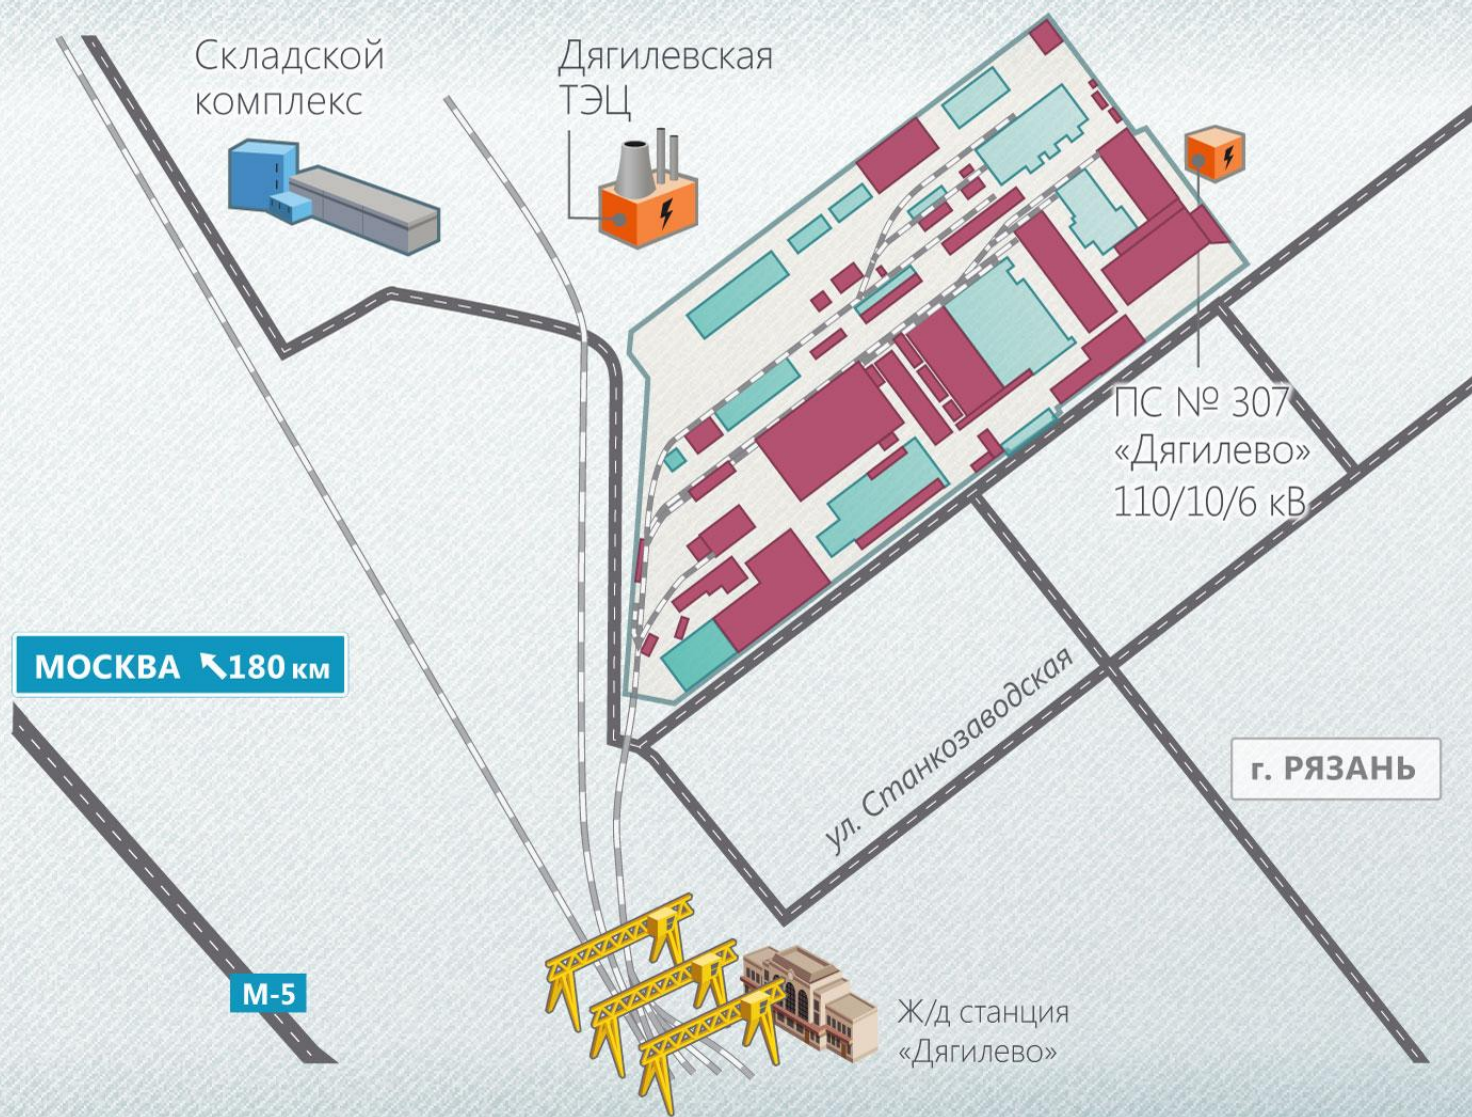 Складской
комплекс
Дягилевская
ТЭЦ
ПС № 307
«Дягилево»
110/10/6 кВ
МОСКВА ↖180 км
ул. Станкозаводская
г. РЯЗАНЬ
М-5
Ж/д станция
«Дягилево»